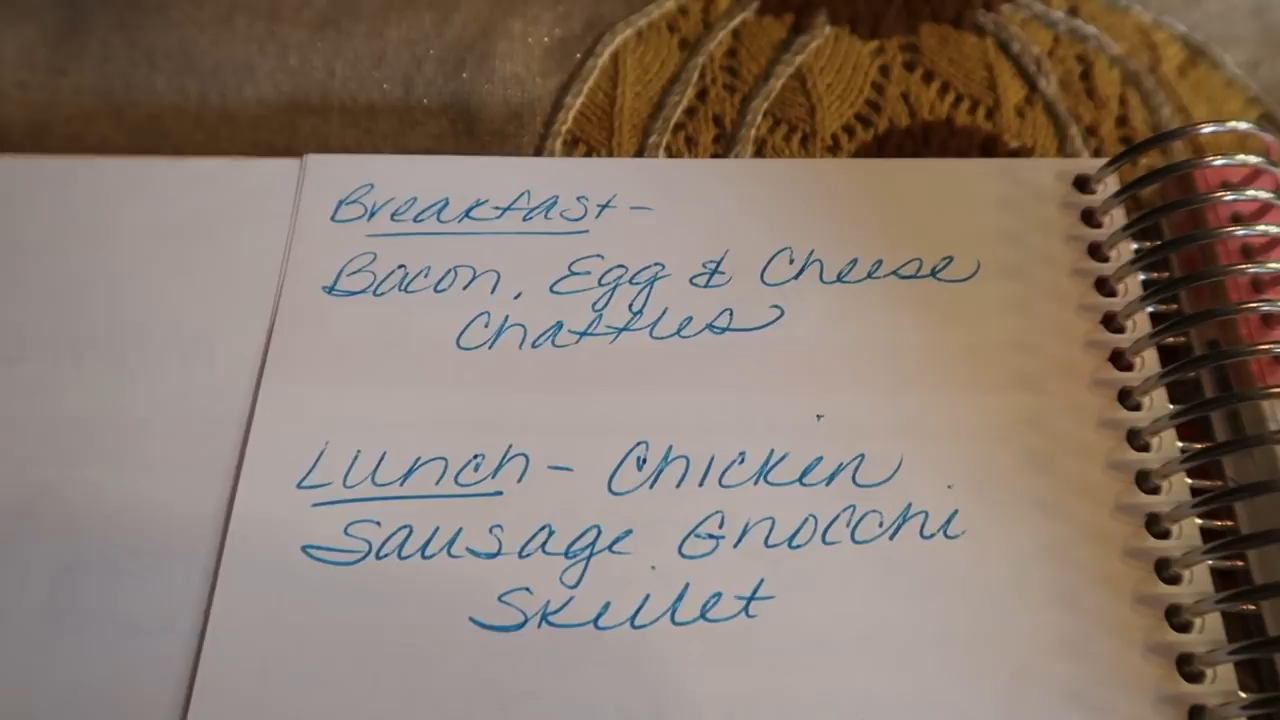 Breakfast-
Bacon, Egg & Cheese
Chaffles
Lunch - Chicken
Sausage Gnocchi
Skillet